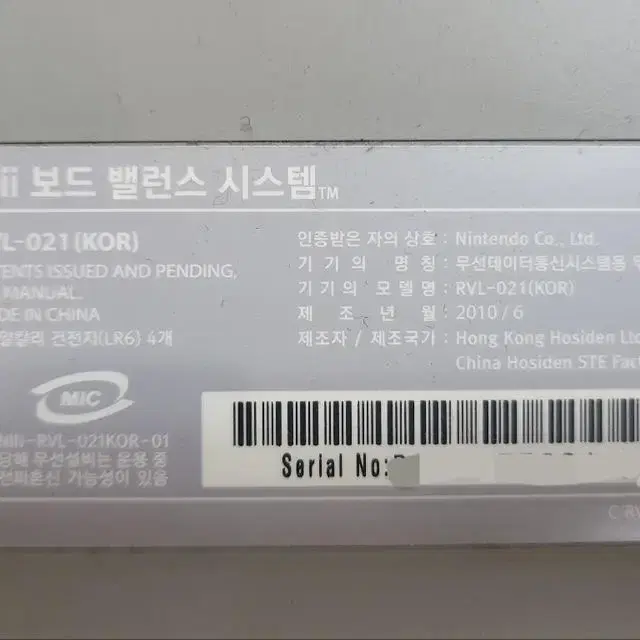 ii 보드 밸런스 시스템™
VL-021(KOR)
TENTS ISSUED AND PENDING,
MANUAL.
DE IN CHINA
알칼리 건전지(LR6) 4개
인증받은 자의 상호 : Nintendo Co., Ltd.
기 기 의 명 칭 : 무선데이터통신시스템용
기기의 모델명 : RVL-021(KOR)
제 조 년 월 : 2010/6
제조자 / 제조국가 : Hong Kong Hosiden Ltd
China Hosiden STE Fact
MIC
NIN-RVL-021KOR-01
당해 무선설비는 운용 중
전파혼신 가능성이 있음
Serial No:
C/RV